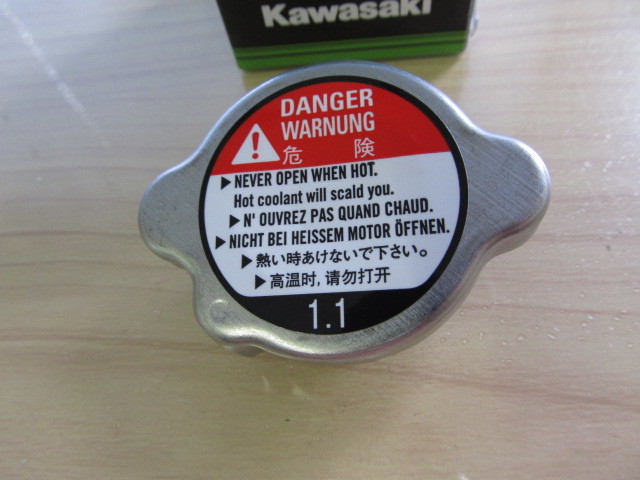 Kawasaki
DANGER
WARNUNG
危 険
▶ NEVER OPEN WHEN HOT.
Hot coolant will scald you.
▶ N' OUVREZ PAS QUAND CHAUD.
▶ NICHT BEI HEISSEM MOTOR ÖFFNEN.
▶ 熱い時あけないで下さい。
▶ 高温时, 请勿打开
1.1